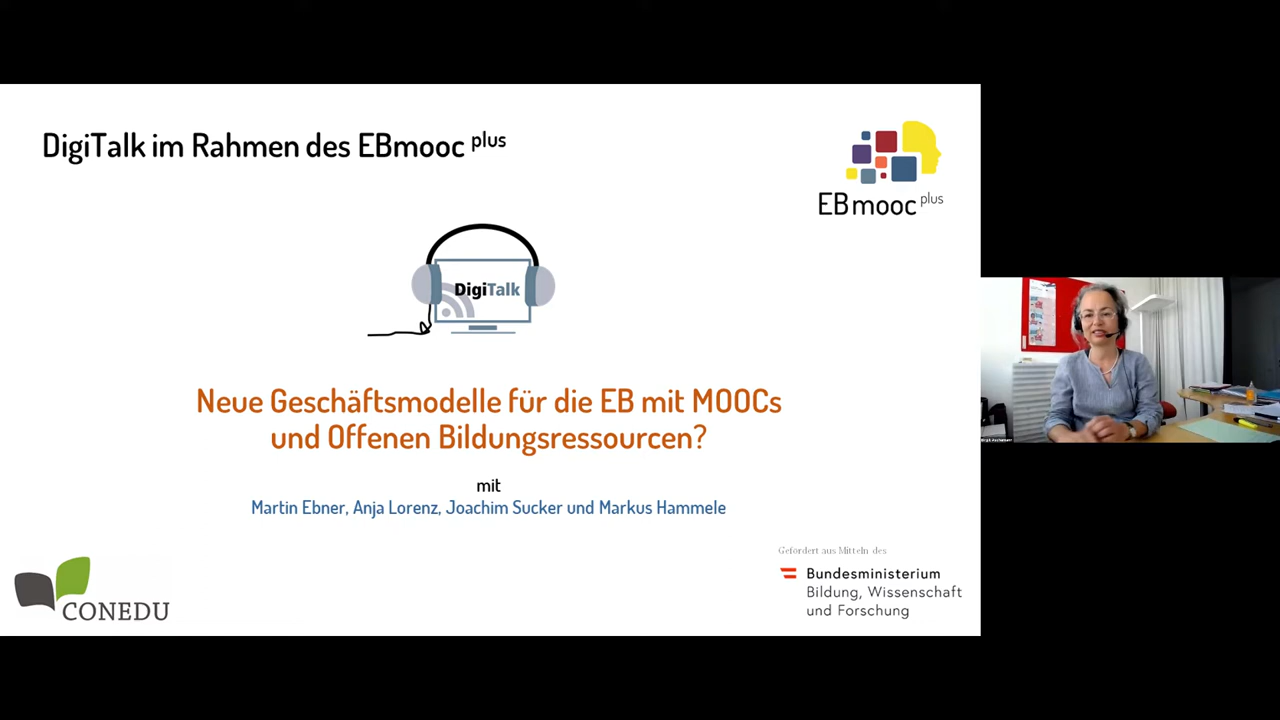 DigiTalk im Rahmen des EBmooc plus
EBmooc plus
DigiTalk
Neue Geschäftsmodelle für die EB mit MOOCs
und Offenen Bildungsressourcen?
mit
Martin Ebner, Anja Lorenz, Joachim Sucker und Markus Hammele
CONEDU
Gefördert aus Mitteln des
Bundesministerium
Bildung, Wissenschaft
und Forschung